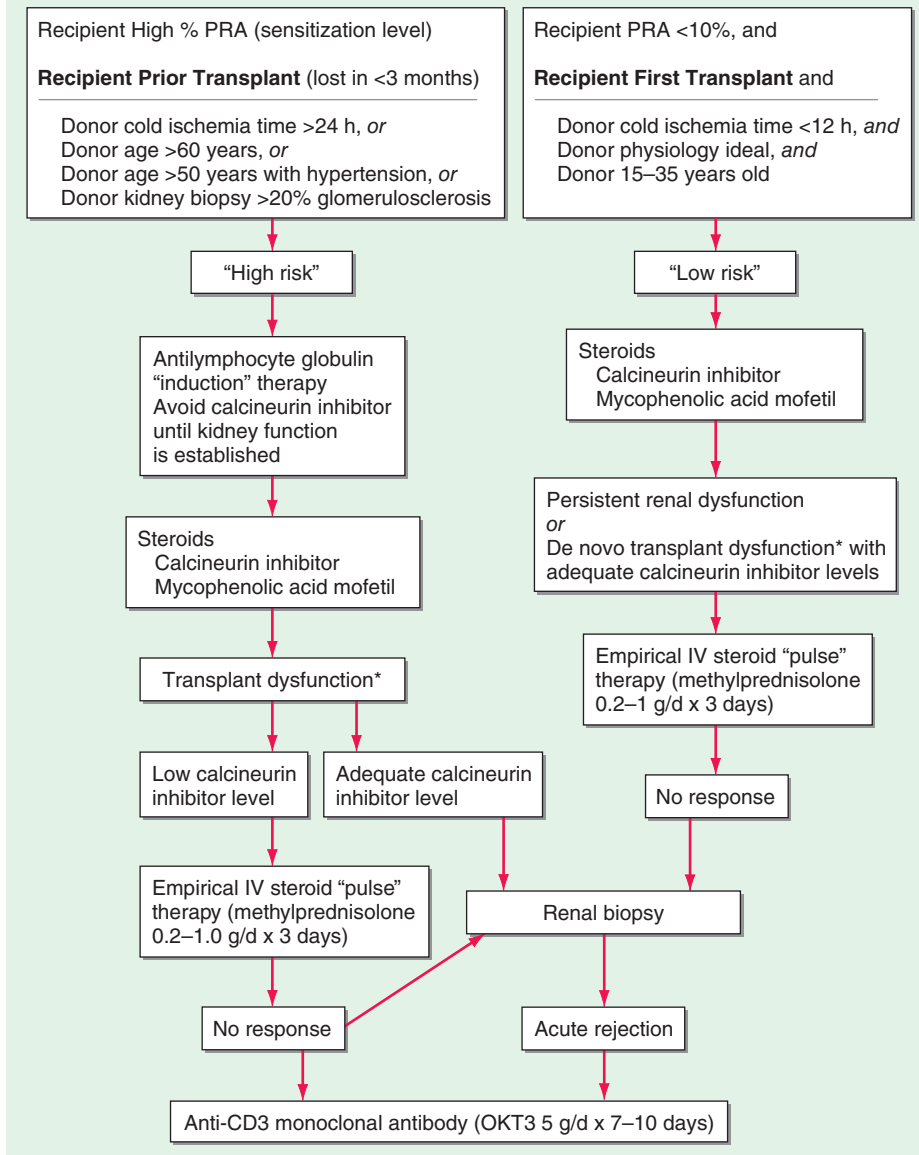 Recipient High % PRA (sensitization level)
Recipient Prior Transplant (lost in <3 months)
Donor cold ischemia time >24 h, or
Donor age >60 years, or
Donor age >50 years with hypertension, or
Donor kidney biopsy >20% glomerulosclerosis
Recipient PRA <10%, and
Recipient First Transplant and
Donor cold ischemia time <12 h, and
Donor physiology ideal, and
Donor 15–35 years old
“High risk”
“Low risk”
Antilymphocyte globulin
“induction” therapy
Avoid calcineurin inhibitor
until kidney function
is established
Steroids
Calcineurin inhibitor
Mycophenolic acid mofetil
Steroids
Calcineurin inhibitor
Mycophenolic acid mofetil
Persistent renal dysfunction
or
De novo transplant dysfunction* with
adequate calcineurin inhibitor levels
Transplant dysfunction*
Empirical IV steroid “pulse”
therapy (methylprednisolone
0.2–1 g/d x 3 days)
Low calcineurin
inhibitor level
Adequate calcineurin
inhibitor level
No response
Empirical IV steroid “pulse”
therapy (methylprednisolone
0.2–1.0 g/d x 3 days)
Renal biopsy
No response
Acute rejection
Anti-CD3 monoclonal antibody (OKT3 5 g/d x 7–10 days)